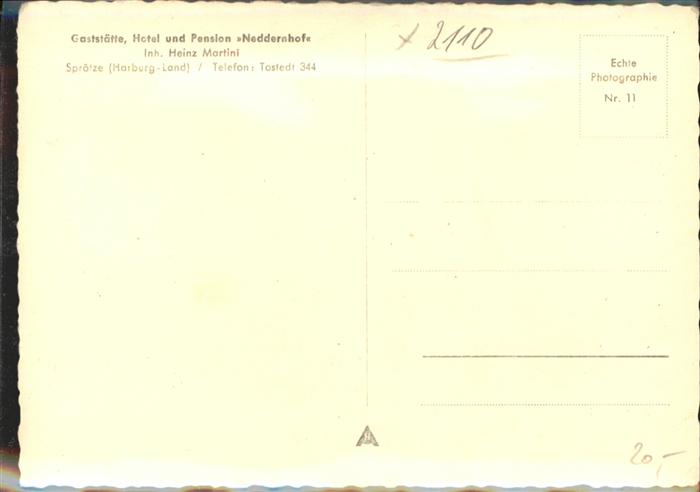 Gaststätte, Hotel und Pension »Neddernhof«
Inh. Heinz Martini
Sprötze (Harburg-Land) / Telefon: Tostedt 344
x 2110
Echte
Photographie
Nr. 11
20,-